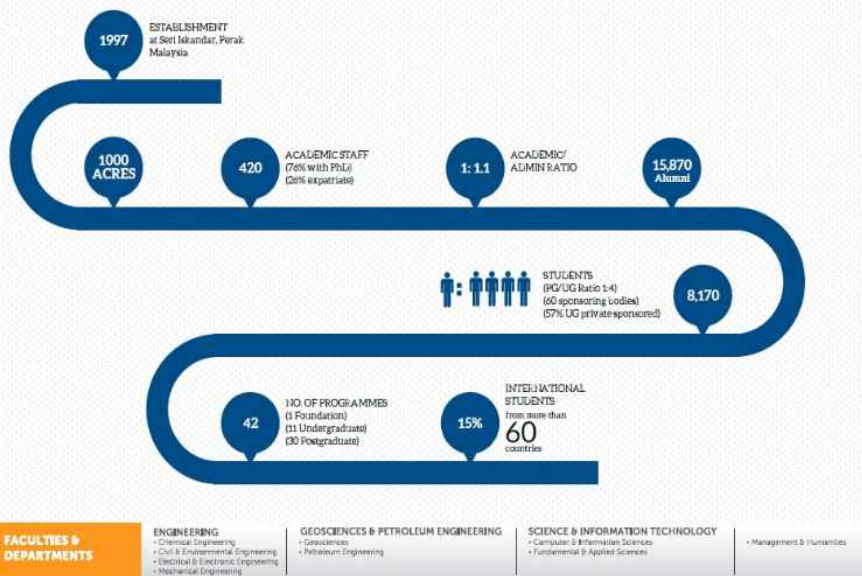 1997
ESTABLISHMENT
at Seri Iskandar, Perak
Malaysia
1000
ACRES
420
ACADEMIC STAFF
(76% with PhD)
(26% expatriate)
1: 1.1
ACADEMIC/
ADMIN RATIO
15,870
Alumni
:
STUDENTS
(PG/UG Ratio 1:4)
(60 sponsoring bodies)
(57% UG private sponsored)
8,170
42
NO. OF PROGRAMMES
(1 Foundation)
(11 Undergraduate)
(30 Postgraduate)
15%
INTERNATIONAL
STUDENTS
from more than
60
countries
FACULTIES &
DEPARTMENTS
ENGINEERING
• Chemical Engineering
• Civil & Environmental Engineering
• Electrical & Electronic Engineering
• Mechanical Engineering
GEOSCIENCES & PETROLEUM ENGINEERING
• Geosciences
• Petroleum Engineering
SCIENCE & INFORMATION TECHNOLOGY
• Computer & Information Sciences
• Fundamental & Applied Sciences
• Management & Humanities